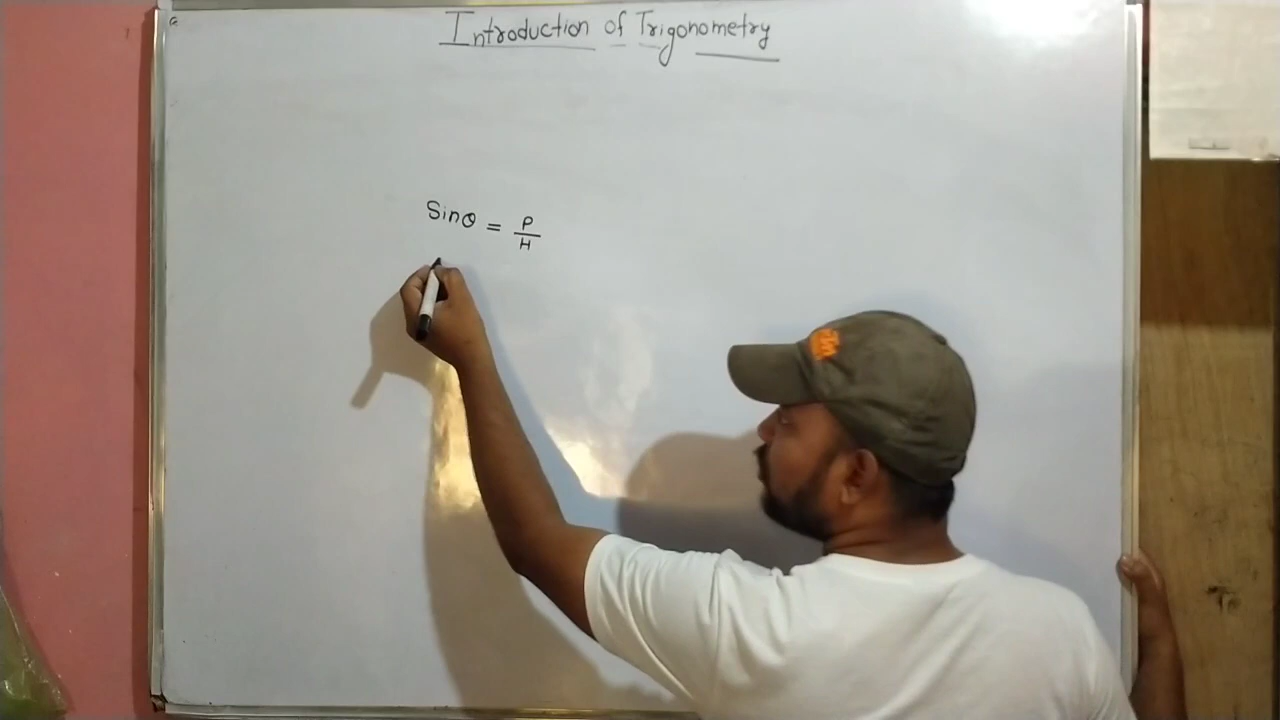 Introduction of Trigonometry
Sinθ = P/H